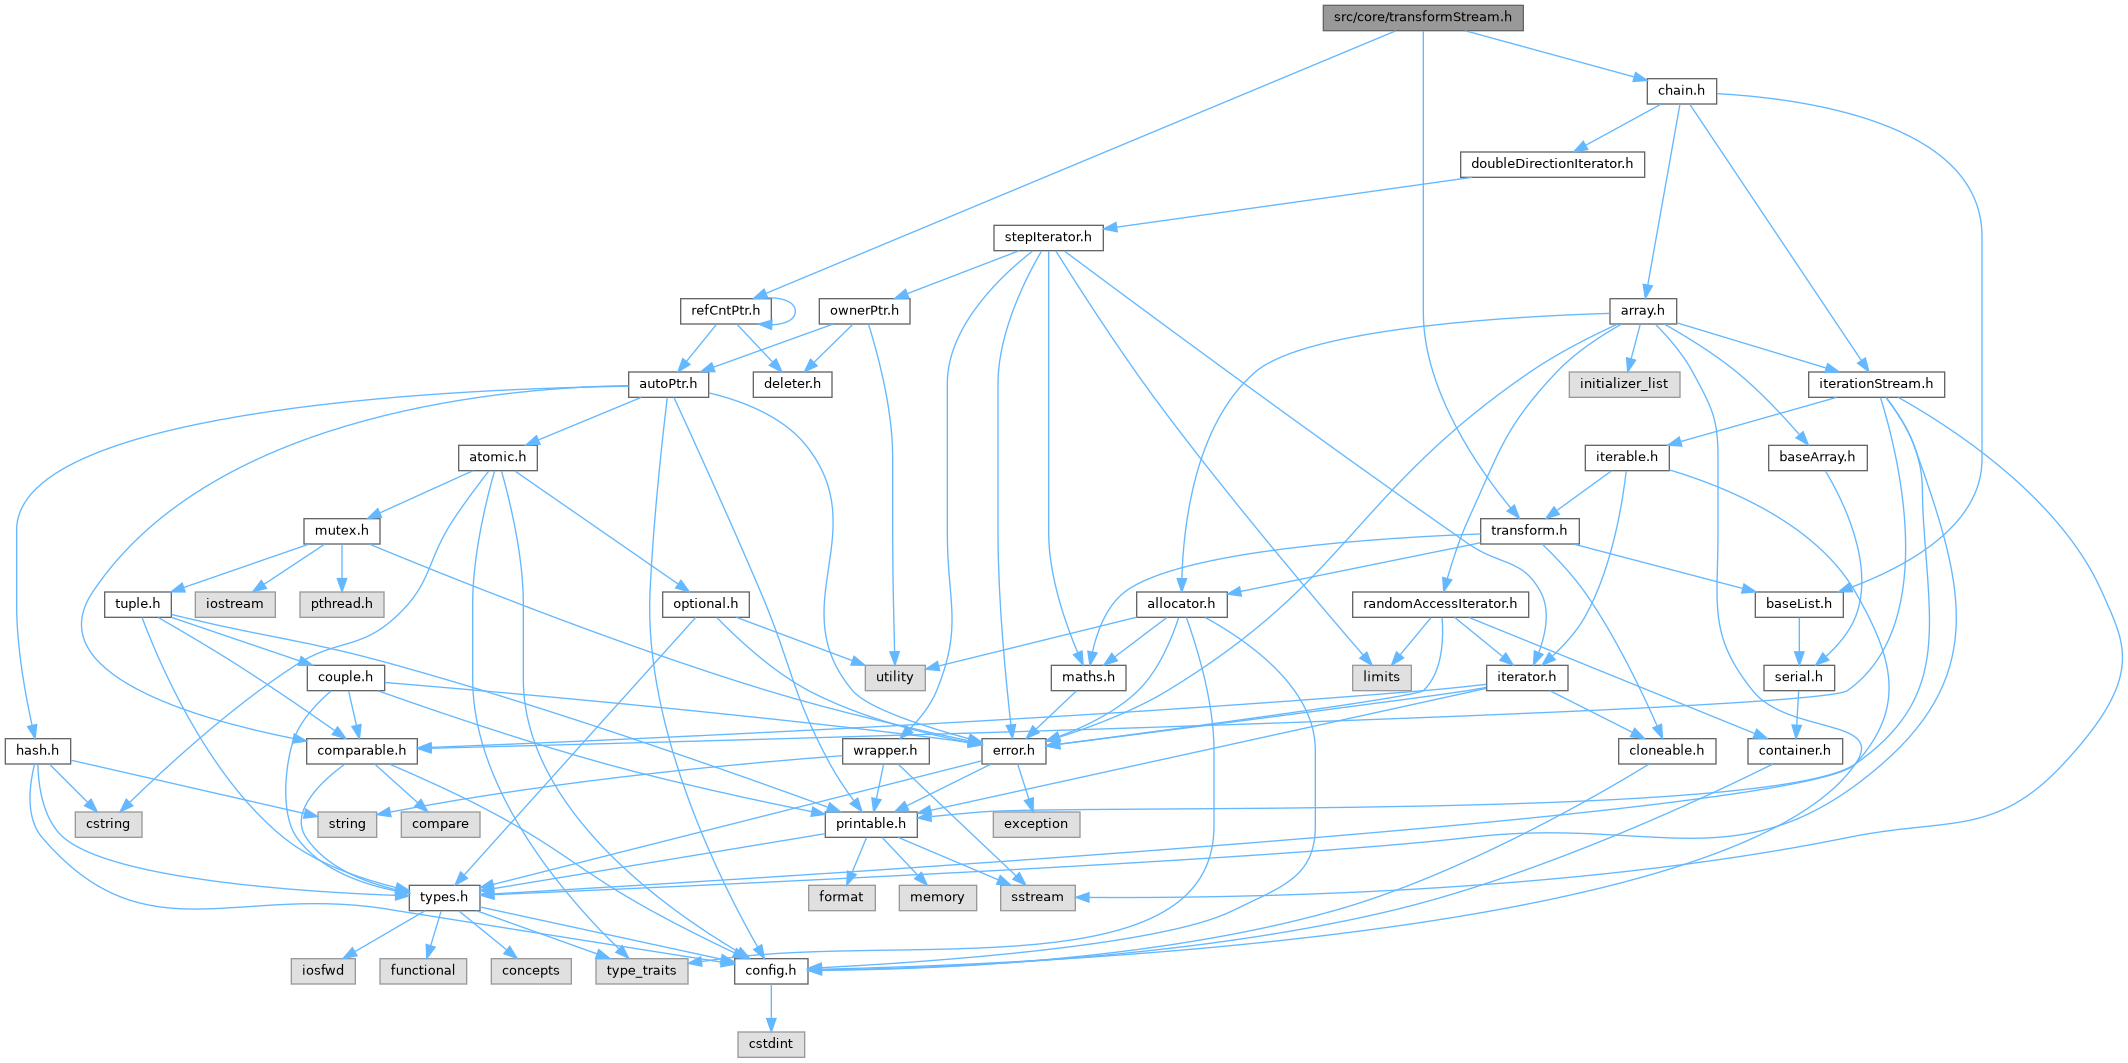 src/core/transformStream.h
chain.h
doubleDirectionIterator.h
stepIterator.h
refCntPtr.h
ownerPtr.h
array.h
autoPtr.h
deleter.h
initializer_list
iterationStream.h
atomic.h
iterable.h
baseArray.h
mutex.h
transform.h
tuple.h
iostream
pthread.h
optional.h
allocator.h
randomAccessIterator.h
baseList.h
couple.h
utility
maths.h
limits
iterator.h
serial.h
hash.h
comparable.h
wrapper.h
error.h
cloneable.h
container.h
cstring
string
compare
printable.h
exception
types.h
format
memory
sstream
iosfwd
functional
concepts
type_traits
config.h
cstdint